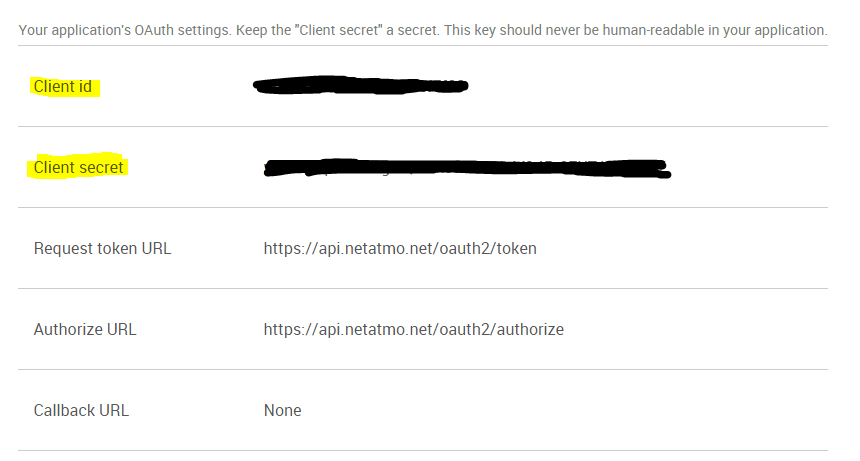 Your application's OAuth settings. Keep the "Client secret" a secret. This key should never be human-readable in your application.
Client id
Client secret
Request token URL https://api.netatmo.net/oauth2/token
Authorize URL https://api.netatmo.net/oauth2/authorize
Callback URL None